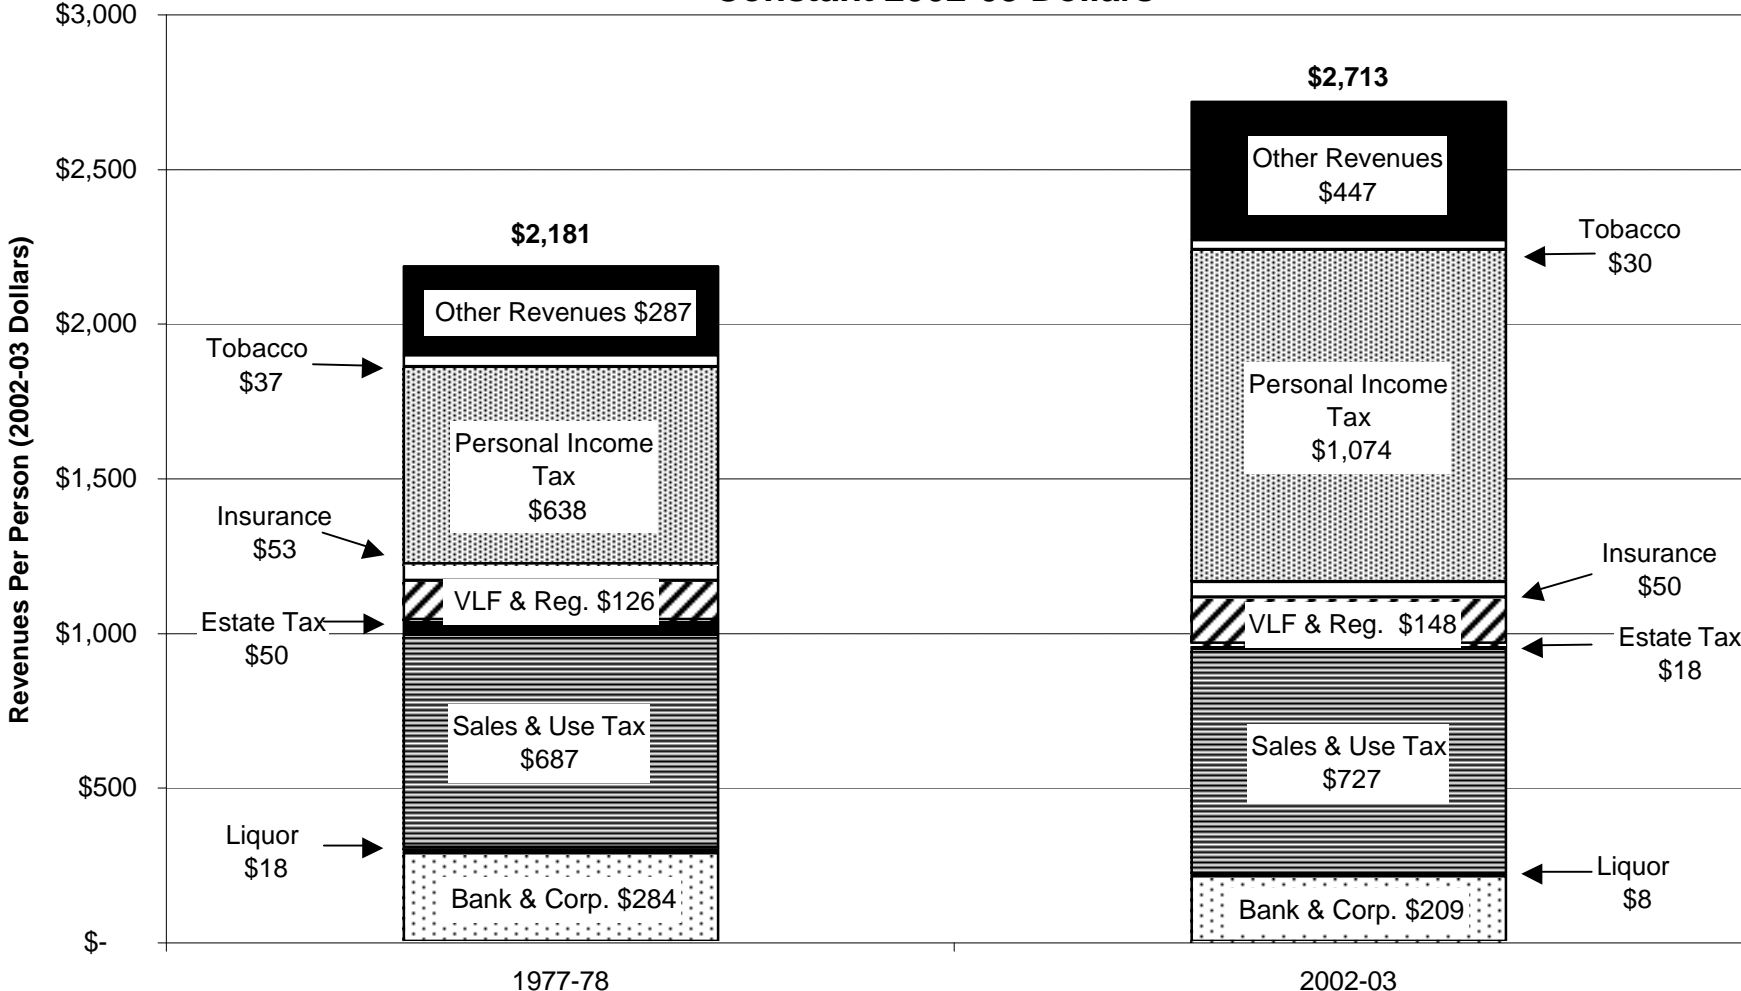 $3,000
$2,500
$2,000
$1,500
$1,000
$500
$-
Revenues Per Person (2002-03 Dollars)
$2,181
Other Revenues $287
Tobacco
$37
Personal Income
Tax
$638
Insurance
$53
VLF & Reg. $126
Estate Tax
$50
Sales & Use Tax
$687
Liquor
$18
Bank & Corp. $284
1977-78
$2,713
Other Revenues
$447
Tobacco
$30
Personal Income
Tax
$1,074
Insurance
$50
VLF & Reg. $148
Estate Tax
$18
Sales & Use Tax
$727
Liquor
$8
Bank & Corp. $209
2002-03